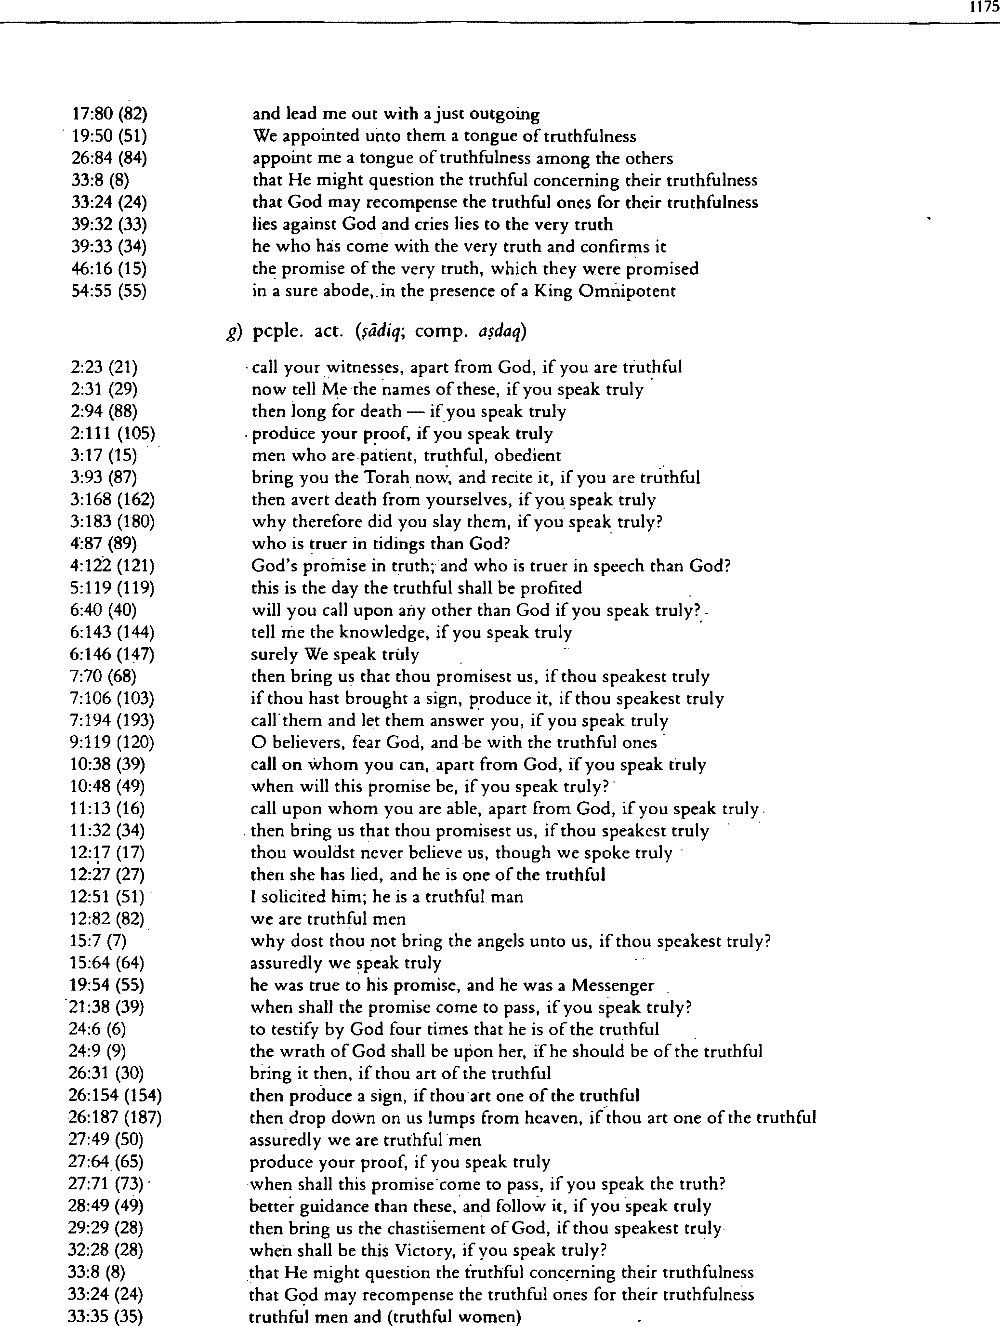 1175
17:80 (82) and lead me out with a just outgoing
19:50 (51) We appointed unto them a tongue of truthfulness
26:84 (84) appoint me a tongue of truthfulness among the others
33:8 (8) that He might question the truthful concerning their truthfulness
33:24 (24) that God may recompense the truthful ones for their truthfulness
39:32 (33) lies against God and cries lies to the very truth
39:33 (34) he who has come with the very truth and confirms it
46:16 (15) the promise of the very truth, which they were promised
54:55 (55) in a sure abode, in the presence of a King Omnipotent
g) pcple. act. (ṣādiq; comp. aṣdaq)
2:23 (21) call your witnesses, apart from God, if you are truthful
2:31 (29) now tell Me the names of these, if you speak truly
2:94 (88) then long for death — if you speak truly
2:111 (105) produce your proof, if you speak truly
3:17 (15) men who are patient, truthful, obedient
3:93 (87) bring you the Torah now, and recite it, if you are truthful
3:168 (162) then avert death from yourselves, if you speak truly
3:183 (180) why therefore did you slay them, if you speak truly?
4:87 (89) who is truer in tidings than God?
4:122 (121) God's promise in truth; and who is truer in speech than God?
5:119 (119) this is the day the truthful shall be profited
6:40 (40) will you call upon any other than God if you speak truly?
6:143 (144) tell me the knowledge, if you speak truly
6:146 (147) surely We speak truly
7:70 (68) then bring us that thou promisest us, if thou speakest truly
7:106 (103) if thou hast brought a sign, produce it, if thou speakest truly
7:194 (193) call them and let them answer you, if you speak truly
9:119 (120) O believers, fear God, and be with the truthful ones
10:38 (39) call on whom you can, apart from God, if you speak truly
10:48 (49) when will this promise be, if you speak truly?
11:13 (16) call upon whom you are able, apart from God, if you speak truly
11:32 (34) then bring us that thou promisest us, if thou speakest truly
12:17 (17) thou wouldst never believe us, though we spoke truly
12:27 (27) then she has lied, and he is one of the truthful
12:51 (51) I solicited him; he is a truthful man
12:82 (82) we are truthful men
15:7 (7) why dost thou not bring the angels unto us, if thou speakest truly?
15:64 (64) assuredly we speak truly
19:54 (55) he was true to his promise, and he was a Messenger
21:38 (39) when shall the promise come to pass, if you speak truly?
24:6 (6) to testify by God four times that he is of the truthful
24:9 (9) the wrath of God shall be upon her, if he should be of the truthful
26:31 (30) bring it then, if thou art of the truthful
26:154 (154) then produce a sign, if thou art one of the truthful
26:187 (187) then drop down on us lumps from heaven, if thou art one of the truthful
27:49 (50) assuredly we are truthful men
27:64 (65) produce your proof, if you speak truly
27:71 (73) when shall this promise come to pass, if you speak the truth?
28:49 (49) better guidance than these, and follow it, if you speak truly
29:29 (28) then bring us the chastisement of God, if thou speakest truly
32:28 (28) when shall be this Victory, if you speak truly?
33:8 (8) that He might question the truthful concerning their truthfulness
33:24 (24) that God may recompense the truthful ones for their truthfulness
33:35 (35) truthful men and (truthful women)